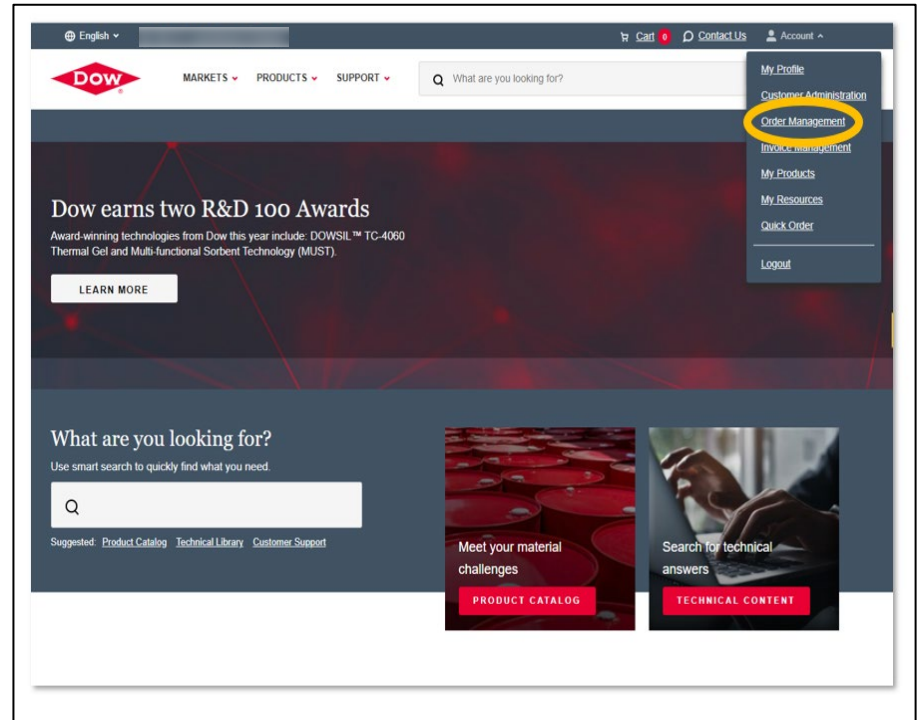 English
Cart 0 Contact Us Account
DOW
MARKETS PRODUCTS SUPPORT
What are you looking for?
My Profile
Customer Administration
Order Management
Invoice Management
My Products
My Resources
Quick Order
Logout
Dow earns two R&D 100 Awards
Award-winning technologies from Dow this year include: DOWSIL™ TC-4060
Thermal Gel and Multi-functional Sorbent Technology (MUST).
LEARN MORE
What are you looking for?
Use smart search to quickly find what you need.
Suggested: Product Catalog Technical Library Customer Support
Meet your material
challenges
PRODUCT CATALOG
Search for technical
answers
TECHNICAL CONTENT